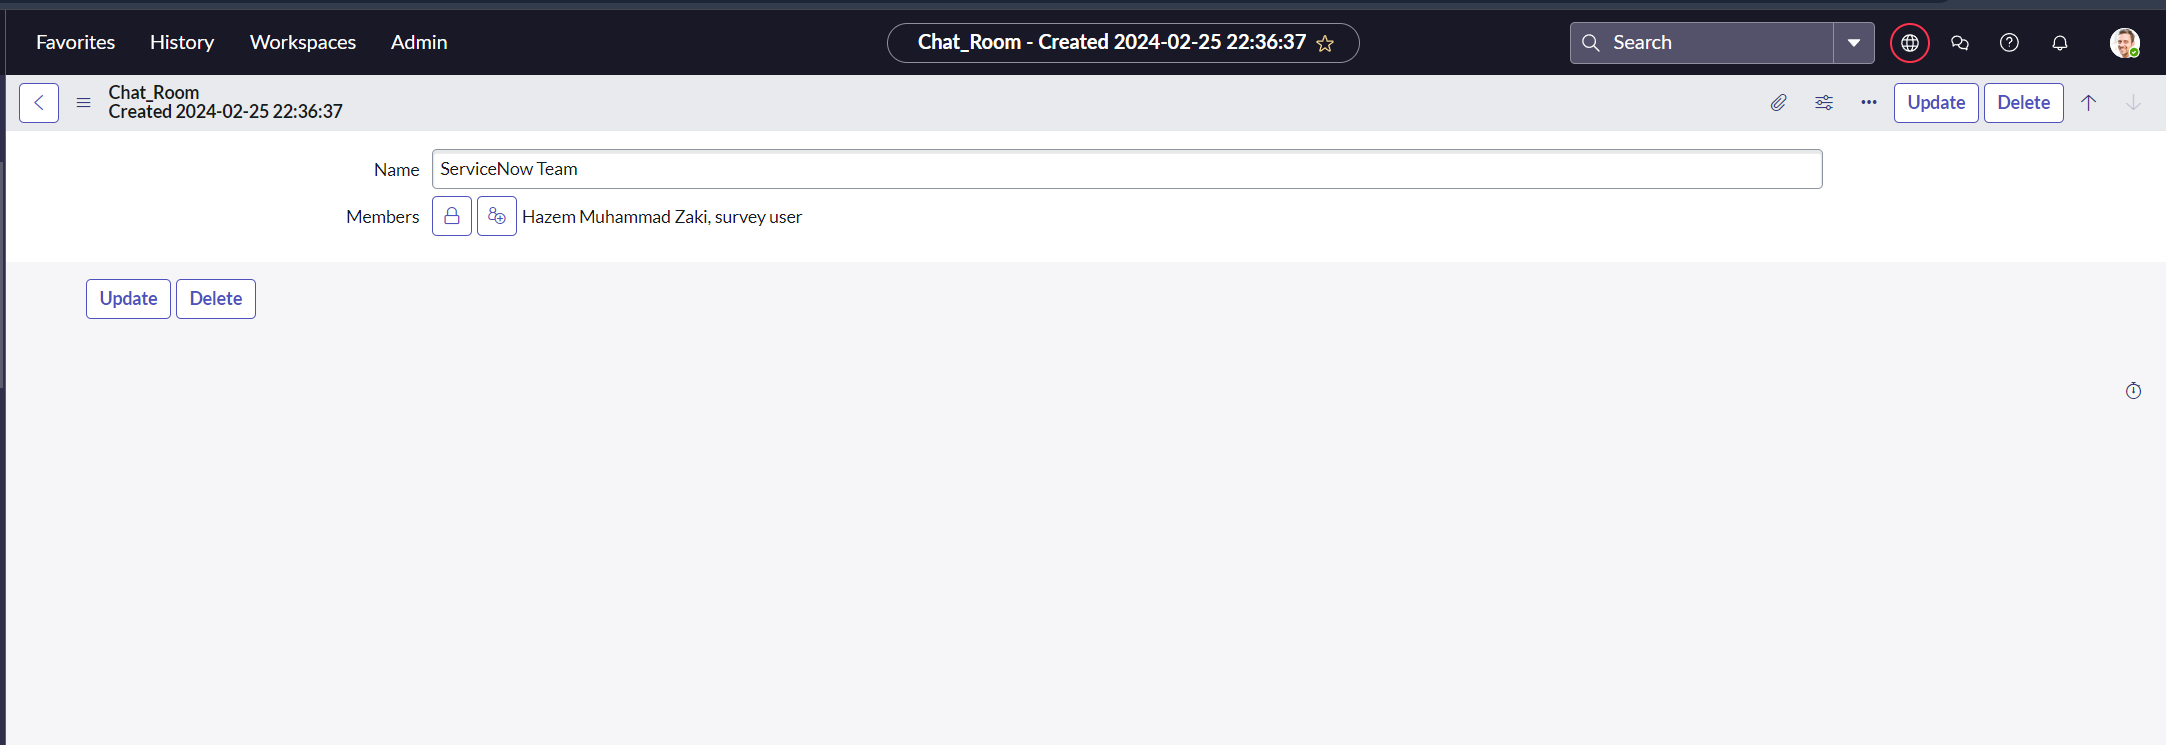 Favorites History Workspaces Admin
Chat_Room - Created 2024-02-25 22:36:37
Search
Chat_Room
Created 2024-02-25 22:36:37
Update Delete
Name ServiceNow Team
Members Hazem Muhammad Zaki, survey user
Update Delete